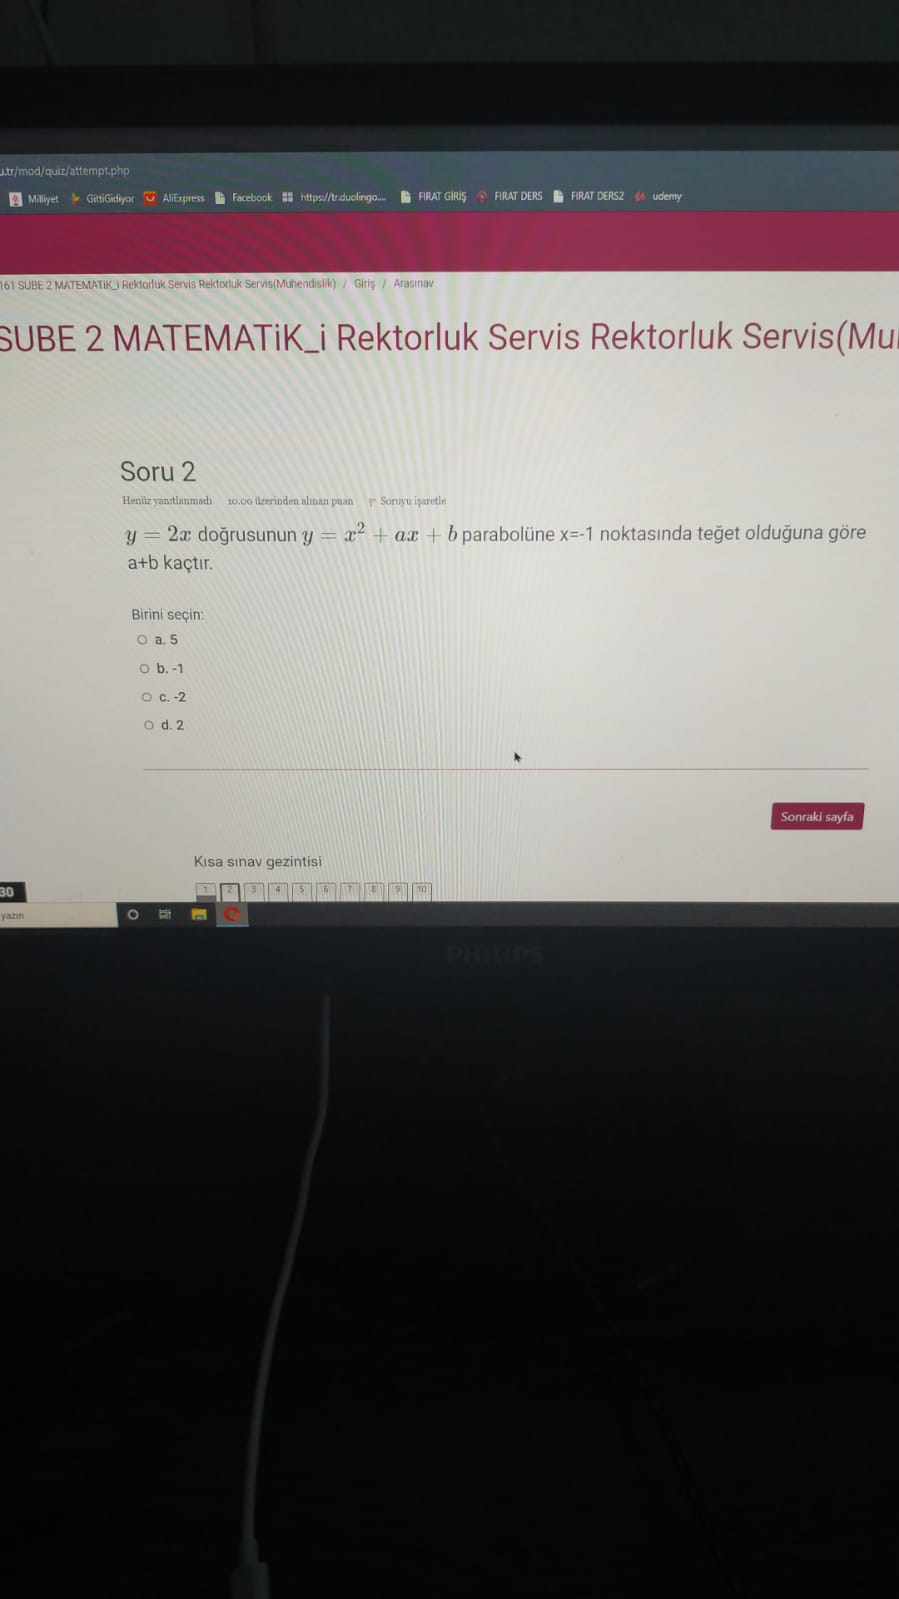 u.tr/mod/quiz/attempt.php
Milliyet GittiGidiyor AliExpress Facebook https://tr.duolingo.... FIRAT GİRİŞ FIRAT DERS FIRAT DERS2 udemy
161 SUBE 2 MATEMATiK_i Rektorluk Servis Rektorluk Servis(Muhendislik) / Giriş / Arasınav
SUBE 2 MATEMATiK_i Rektorluk Servis Rektorluk Servis(Mu
Soru 2
Henüz yanıtlanmadı 10.00 üzerinden alınan puan Soruyu işaretle
y = 2x doğrusunun y = x² + ax + b parabolüne x=-1 noktasında teğet olduğuna göre
a+b kaçtır.
Birini seçin:
a. 5
b. -1
c. -2
d. 2
Sonraki sayfa
Kısa sınav gezintisi
1 2 3 4 5 6 7 8 9 10
30
yazın
PHILIPS